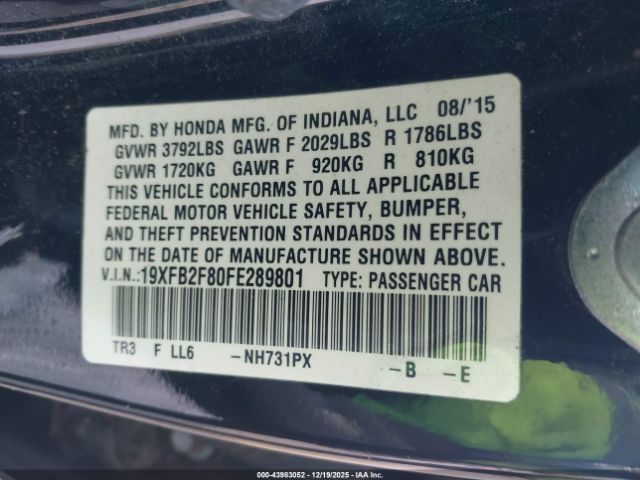 MFD. BY HONDA MFG. OF INDIANA, LLC 08/'15
GVWR 3792LBS GAWR F 2029LBS R 1786LBS
GVWR 1720KG GAWR F 920KG R 810KG
THIS VEHICLE CONFORMS TO ALL APPLICABLE
FEDERAL MOTOR VEHICLE SAFETY, BUMPER,
AND THEFT PREVENTION STANDARDS IN EFFECT
ON THE DATE OF MANUFACTURE SHOWN ABOVE.
V.I.N.:19XFB2F80FE289801 TYPE: PASSENGER CAR
TR3 F LL6 -NH731PX -B -E
000-43983052 - 12/19/2025 - IAA Inc.